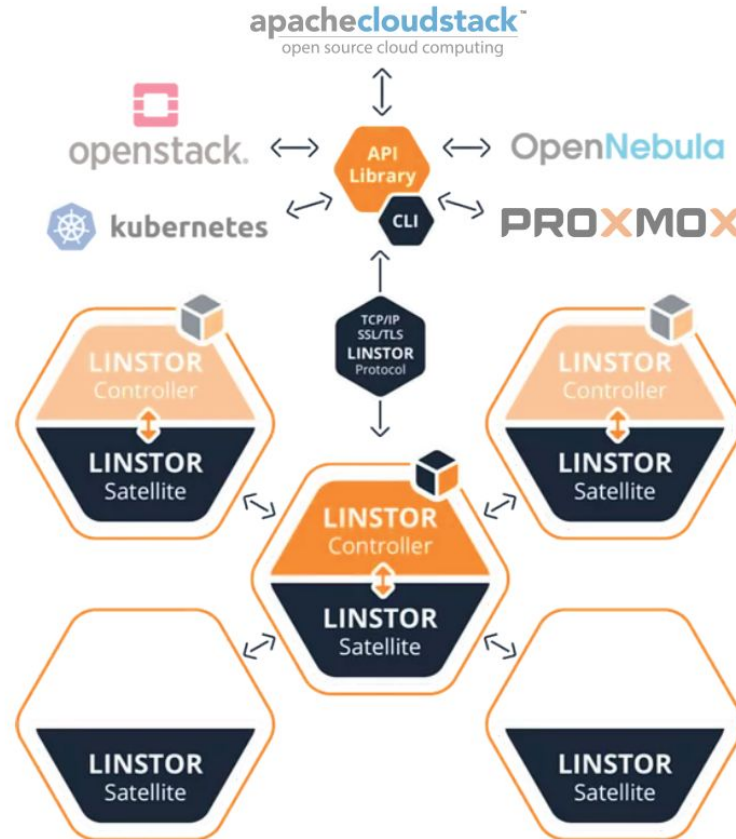 apachecloudstack™
open source cloud computing
openstack.
API
Library
OpenNebula
kubernetes
CLI
PROXMOX
TCP/IP
SSL/TLS
LINSTOR
Protocol
LINSTOR
Controller
LINSTOR
Satellite
LINSTOR
Controller
LINSTOR
Satellite
LINSTOR
Controller
LINSTOR
Satellite
LINSTOR
Satellite
LINSTOR
Satellite